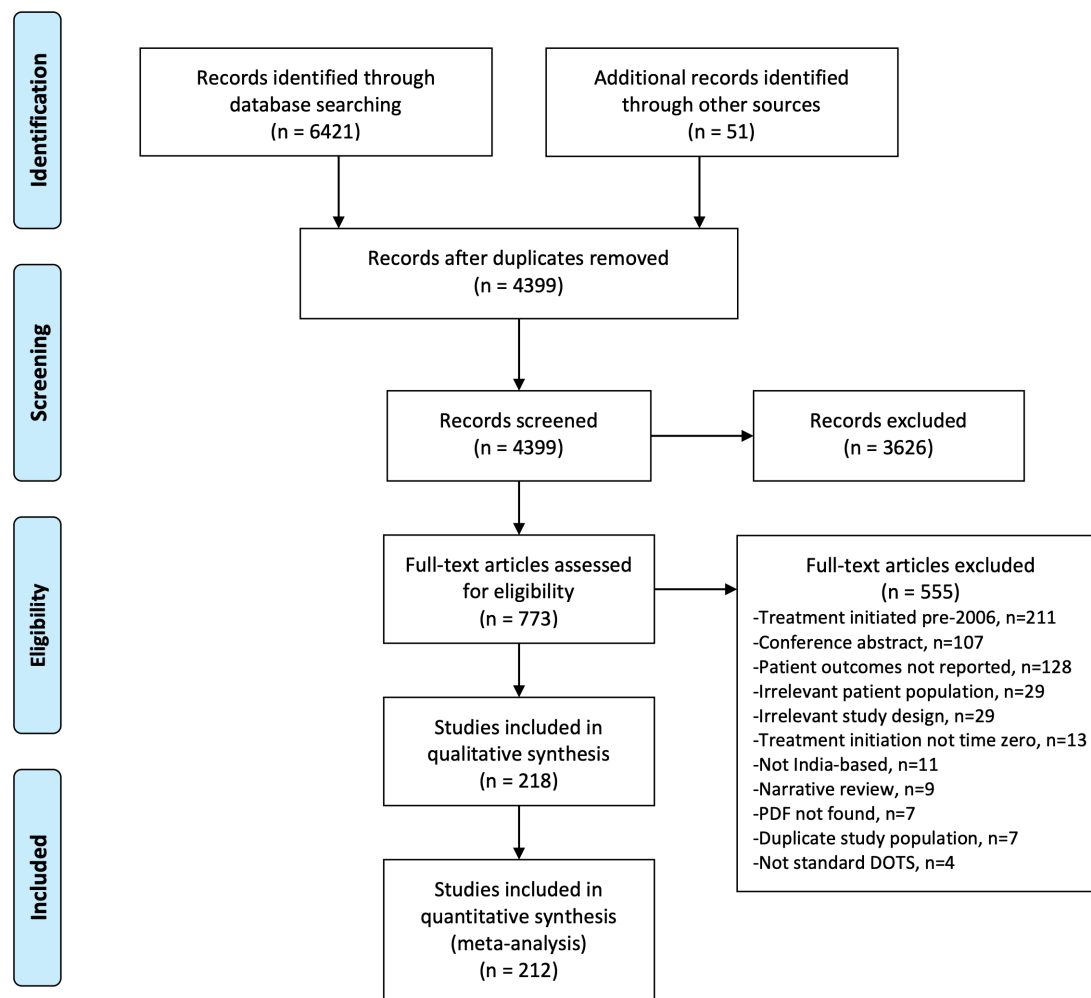 Identification
Records identified through
database searching
(n = 6421)
Additional records identified
through other sources
(n = 51)
Records after duplicates removed
(n = 4399)
Screening
Records screened
(n = 4399)
Records excluded
(n = 3626)
Eligibility
Full-text articles assessed
for eligibility
(n = 773)
Full-text articles excluded
(n = 555)
-Treatment initiated pre-2006, n=211
-Conference abstract, n=107
-Patient outcomes not reported, n=128
-Irrelevant patient population, n=29
-Irrelevant study design, n=29
-Treatment initiation not time zero, n=13
-Not India-based, n=11
-Narrative review, n=9
-PDF not found, n=7
-Duplicate study population, n=7
-Not standard DOTS, n=4
Studies included in
qualitative synthesis
(n = 218)
Included
Studies included in
quantitative synthesis
(meta-analysis)
(n = 212)